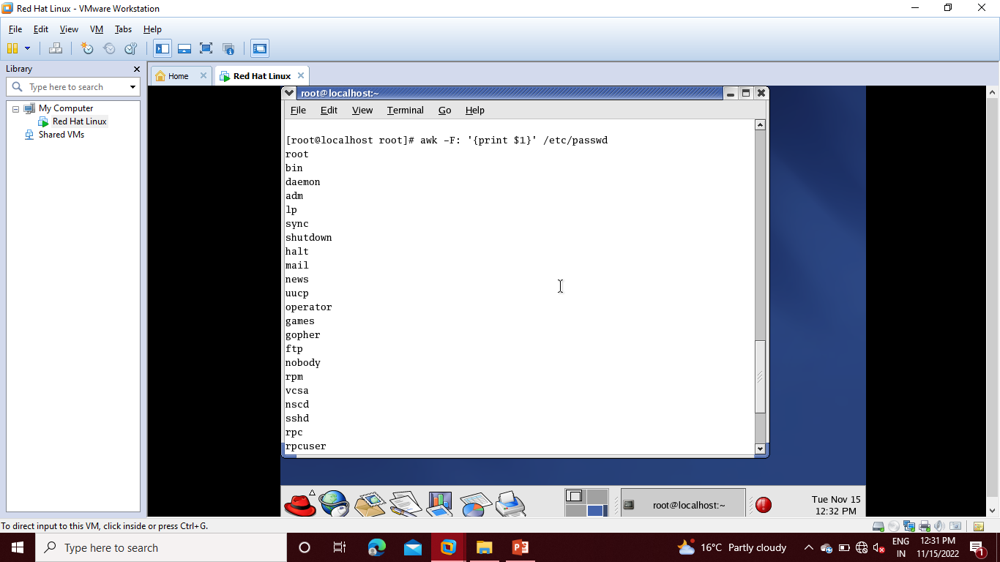 Red Hat Linux - VMware Workstation
File Edit View VM Tabs Help
Library
Home
Red Hat Linux
Type here to search
My Computer
Red Hat Linux
Shared VMs
root@localhost:~
File Edit View Terminal Go Help
[root@localhost root]# awk -F: '{print $1}' /etc/passwd
root
bin
daemon
adm
lp
sync
shutdown
halt
mail
news
uucp
operator
games
gopher
ftp
nobody
rpm
vcsa
nscd
sshd
rpc
rpcuser
root@localhost:~
Tue Nov 15
12:32 PM
To direct input to this VM, click inside or press Ctrl+G.
Type here to search
16°C Partly cloudy
ENG
IN
12:31 PM
11/15/2022
1